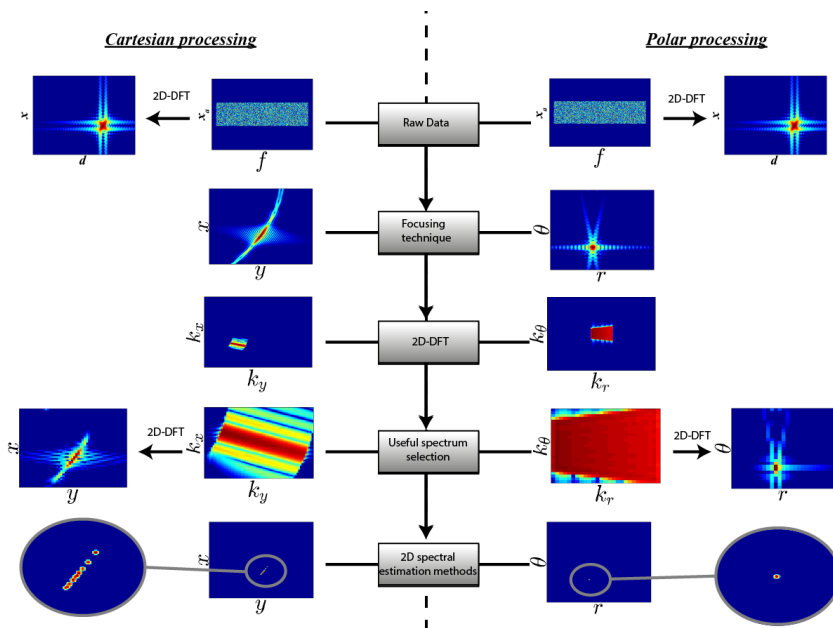 Cartesian processing
Polar processing
x
2D-DFT
d
x_a
f
Raw Data
x_a
f
2D-DFT
x
d
x
y
Focusing
technique
θ
r
k_x
k_y
2D-DFT
k_θ
k_r
x
y
2D-DFT
k_x
k_y
Useful spectrum
selection
k_θ
k_r
2D-DFT
θ
r
x
y
2D spectral
estimation methods
θ
r